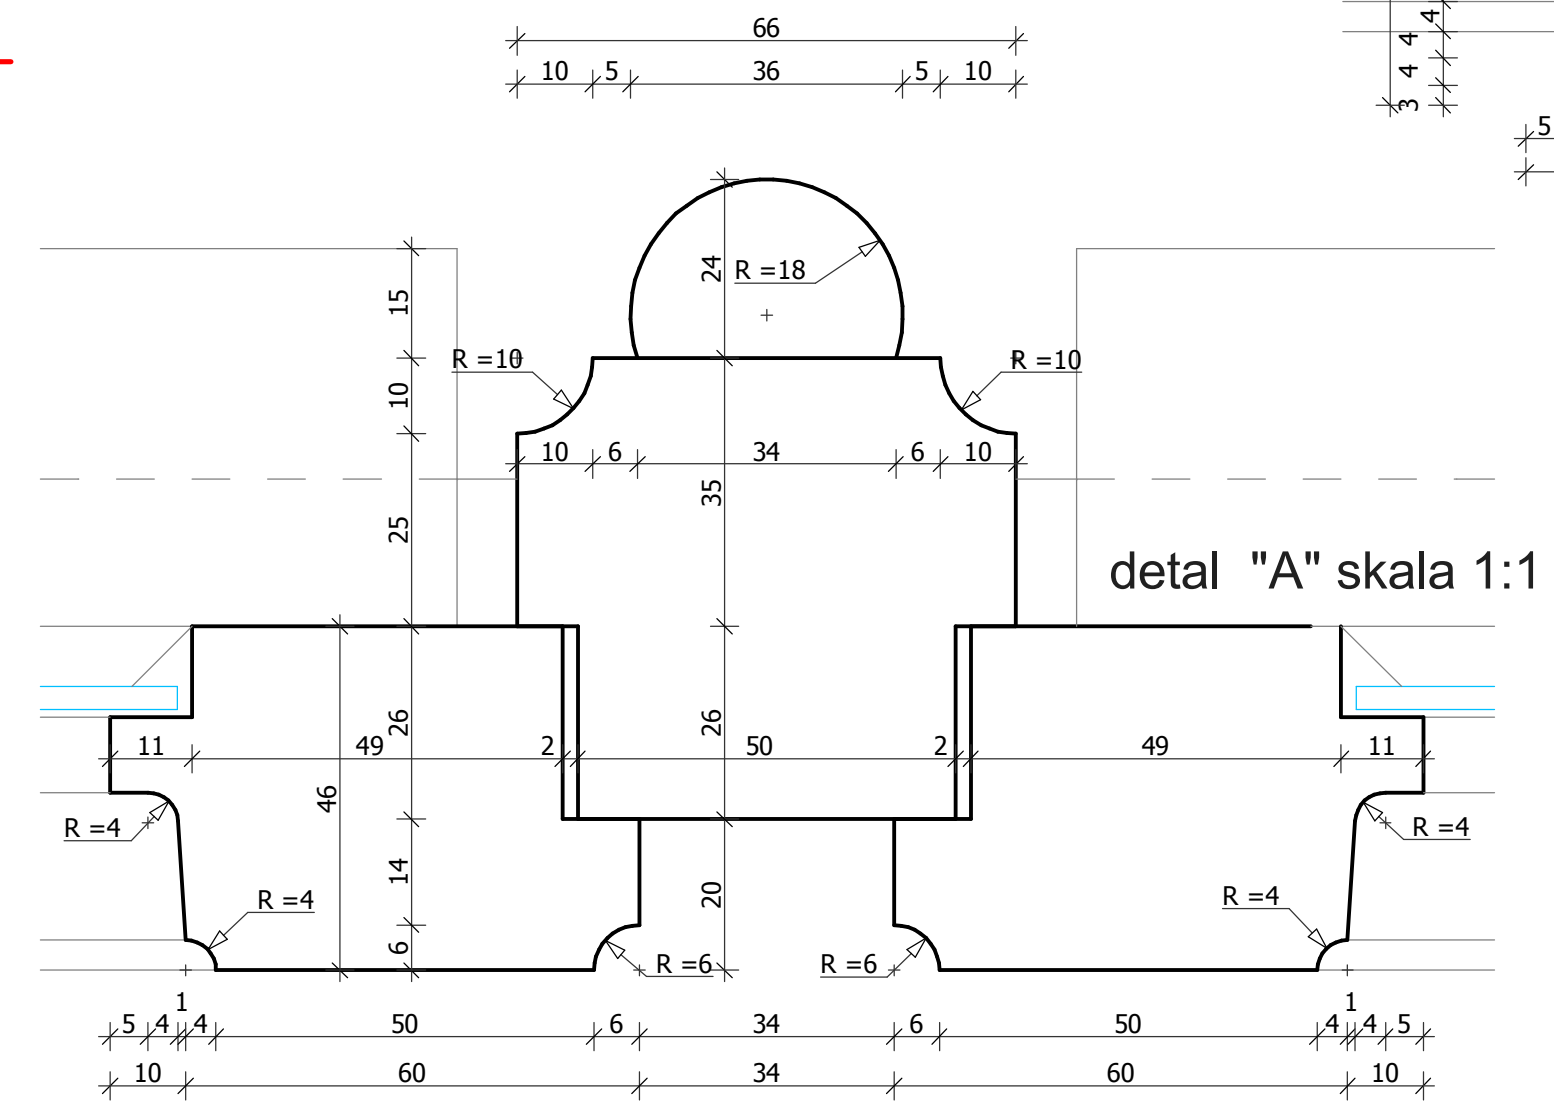 66
10 5 36 5 10
4
4
4
3
5
24
R =18
15
R =10
R =10
10
10 6 34 6 10
35
25
detal "A" skala 1:1
26
26
11 49 2 50 2 49 11
46
R =4
R =4
14
20
R =4
R =4
6
R =6
R =6
1 1
5 4 4 50 6 34 6 50 4 4 5
10 60 34 60 10